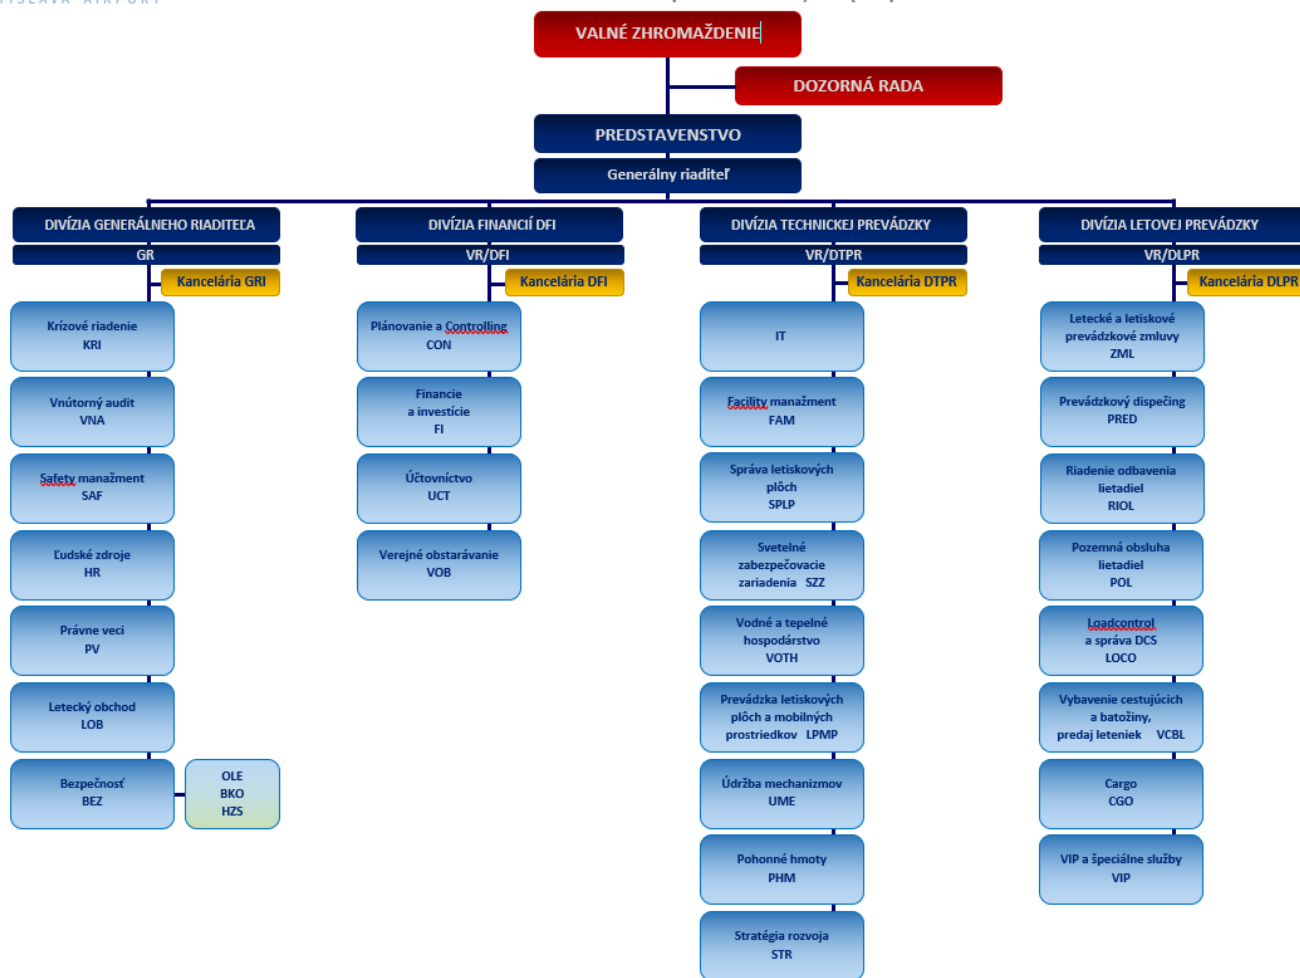 BRATISLAVA AIRPORT
VALNÉ ZHROMAŽDENIE
DOZORNÁ RADA
PREDSTAVENSTVO
Generálny riaditeľ
DIVÍZIA GENERÁLNEHO RIADITEĽA
GR
Kancelária GRI
Krízové riadenie
KRI
Vnútorný audit
VNA
Safety manažment
SAF
Ľudské zdroje
HR
Právne veci
PV
Letecký obchod
LOB
Bezpečnosť
BEZ
OLE
BKO
HZS
DIVÍZIA FINANCIÍ DFI
VR/DFI
Kancelária DFI
Plánovanie a Controlling
CON
Financie
a investície
FI
Účtovníctvo
UCT
Verejné obstarávanie
VOB
DIVÍZIA TECHNICKEJ PREVÁDZKY
VR/DTPR
Kancelária DTPR
IT
Facility manažment
FAM
Správa letiskových
plôch
SPLP
Svetelné
zabezpečovacie
zariadenia SZZ
Vodné a tepelné
hospodárstvo
VOTH
Prevádzka letiskových
plôch a mobilných
prostriedkov LPMP
Údržba mechanizmov
UME
Pohonné hmoty
PHM
Stratégia rozvoja
STR
DIVÍZIA LETOVEJ PREVÁDZKY
VR/DLPR
Kancelária DLPR
Letecké a letiskové
prevádzkové zmluvy
ZML
Prevádzkový dispečing
PRED
Riadenie odbavenia
lietadiel
RIOL
Pozemná obsluha
lietadiel
POL
Loadcontrol
a správa DCS
LOCO
Vybavenie cestujúcich
a batožiny,
predaj leteniek VCBL
Cargo
CGO
VIP a špeciálne služby
VIP